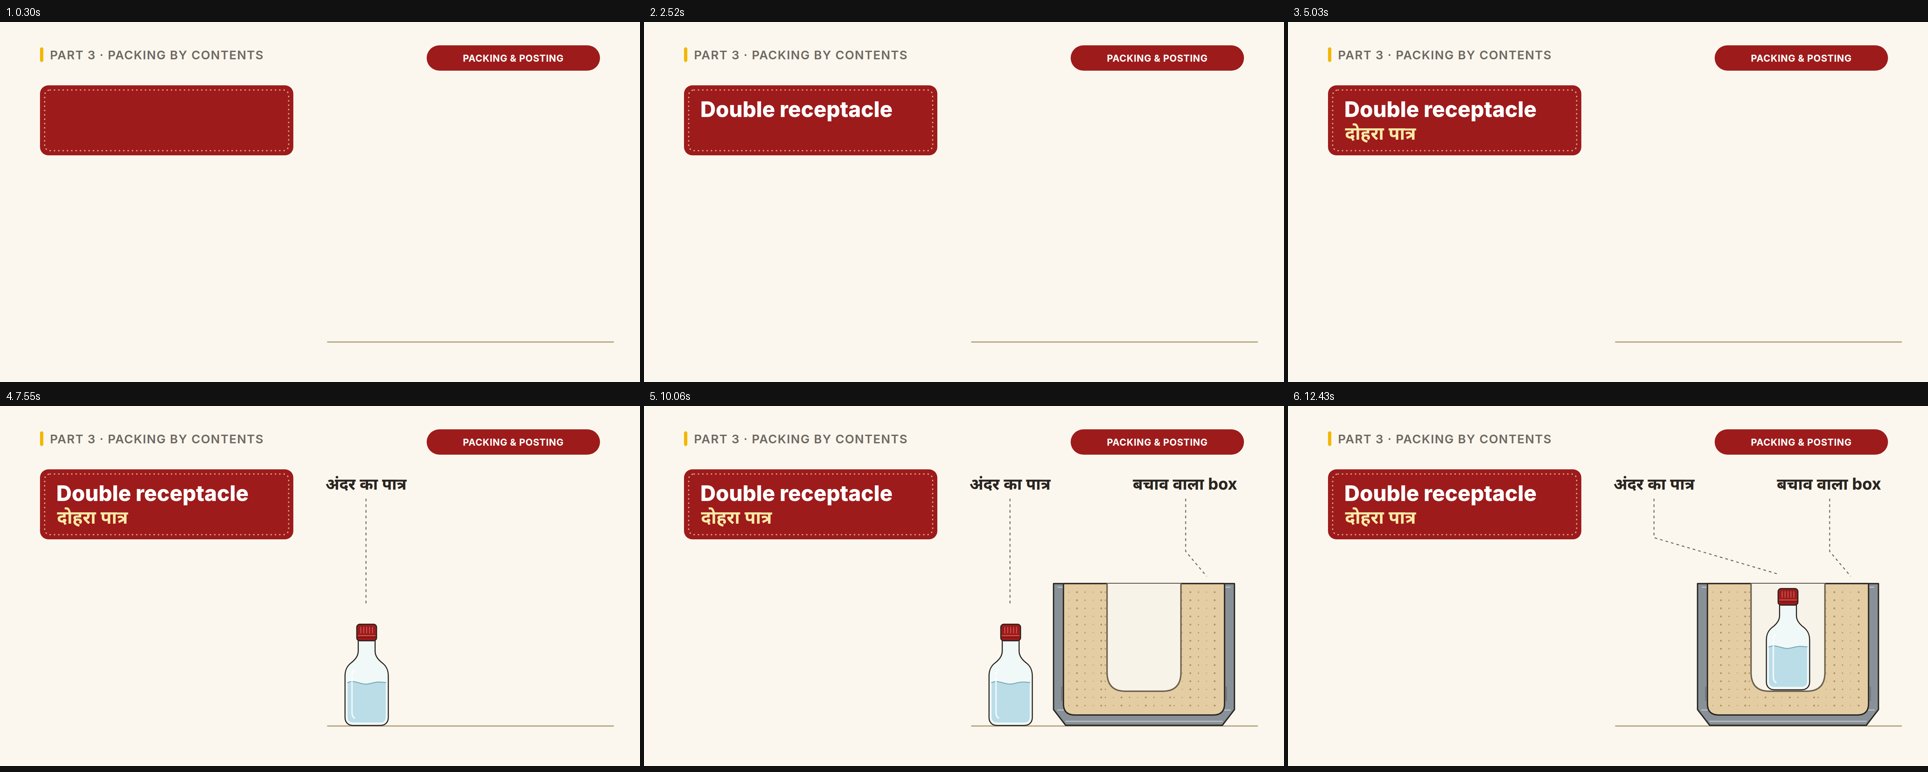 1. 0.30s
PART 3 · PACKING BY CONTENTS
PACKING & POSTING
2. 2.52s
PART 3 · PACKING BY CONTENTS
PACKING & POSTING
Double receptacle
3. 5.03s
PART 3 · PACKING BY CONTENTS
PACKING & POSTING
Double receptacle
दोहरा पात्र
4. 7.55s
PART 3 · PACKING BY CONTENTS
PACKING & POSTING
Double receptacle
दोहरा पात्र
अंदर का पात्र
5. 10.06s
PART 3 · PACKING BY CONTENTS
PACKING & POSTING
Double receptacle
दोहरा पात्र
अंदर का पात्र
बचाव वाला box
6. 12.43s
PART 3 · PACKING BY CONTENTS
PACKING & POSTING
Double receptacle
दोहरा पात्र
अंदर का पात्र
बचाव वाला box